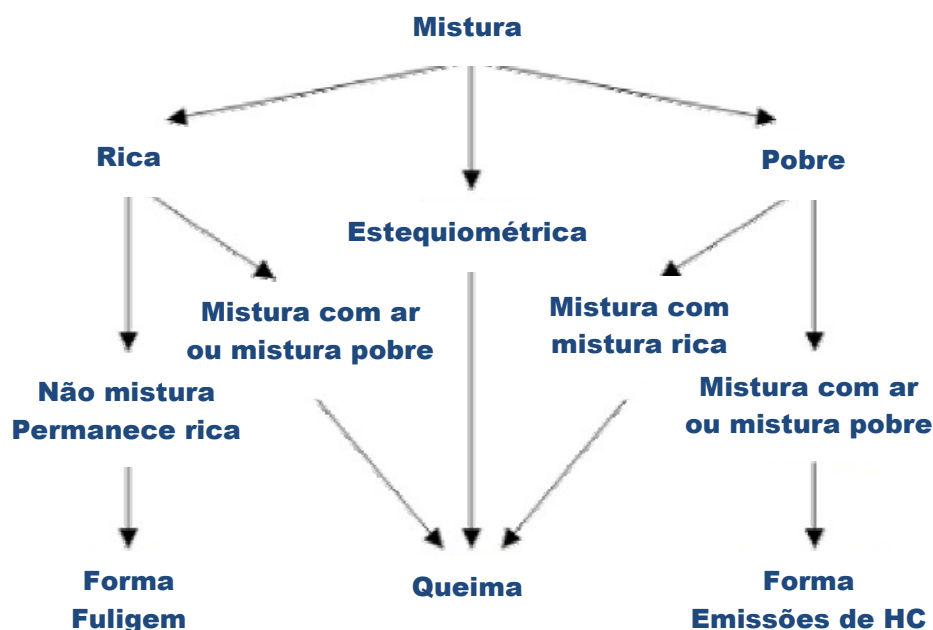 Mistura
Rica
Pobre
Estequiométrica
Mistura com ar
ou mistura pobre
Mistura com
mistura rica
Não mistura
Permanece rica
Mistura com ar
ou mistura pobre
Forma
Fuligem
Queima
Forma
Emissões de HC